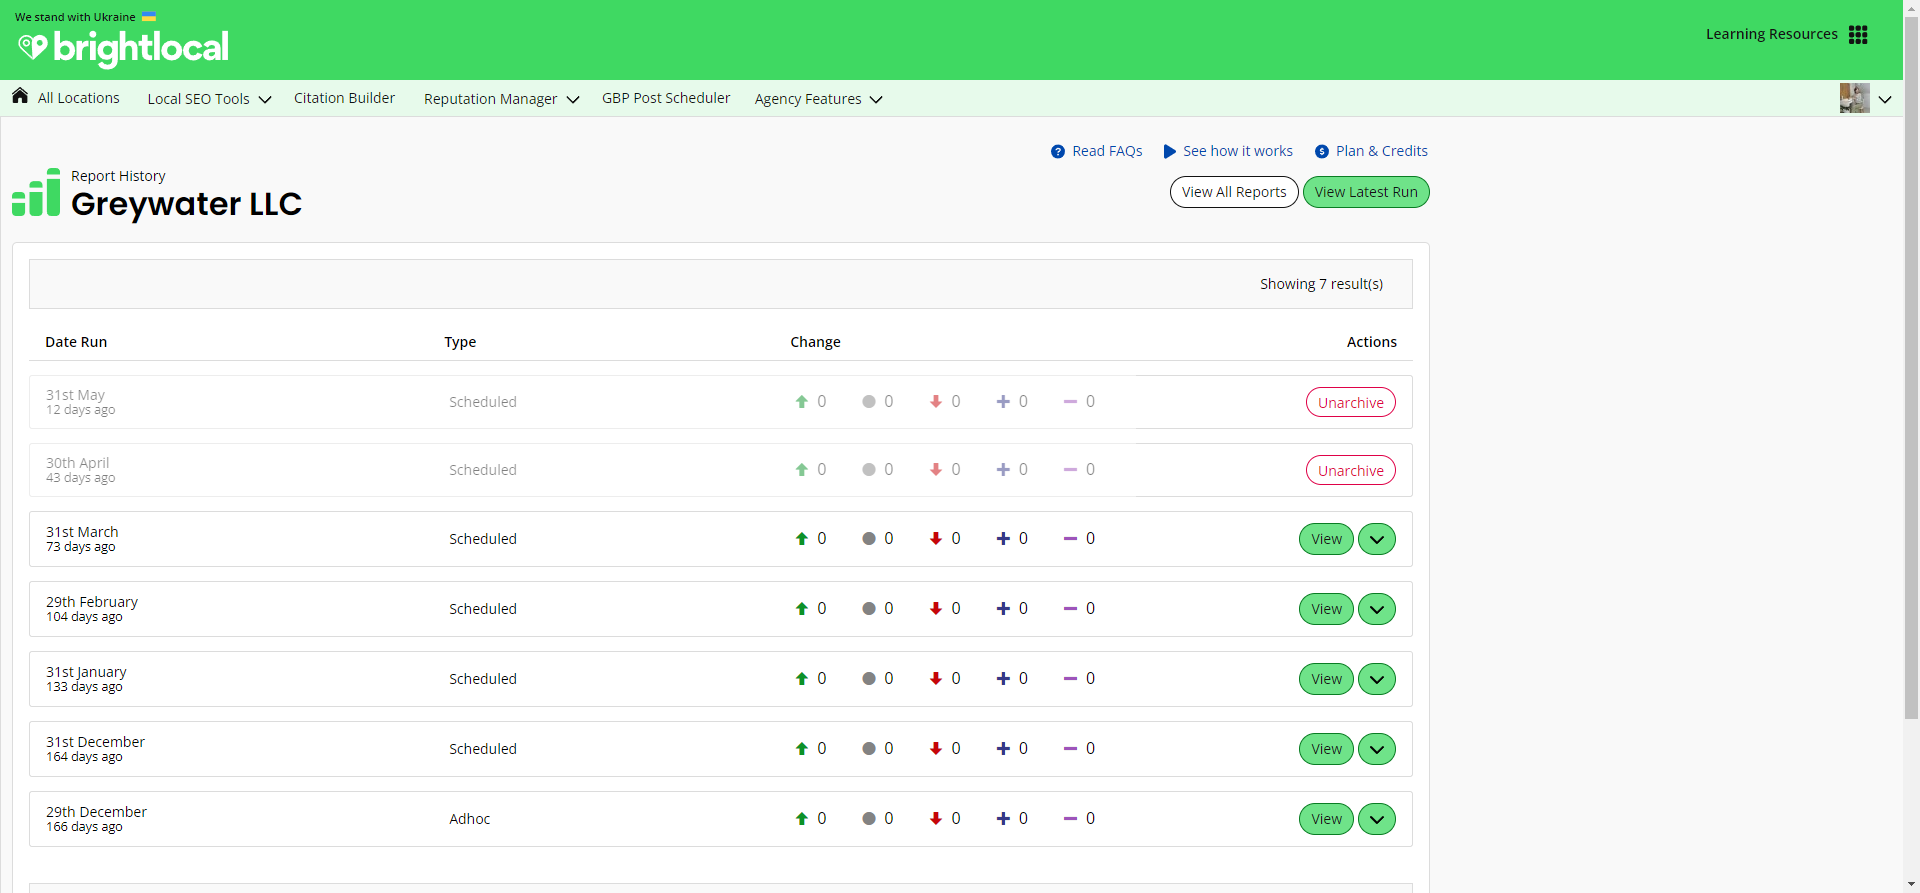 We stand with Ukraine
brightlocal
Learning Resources
All Locations Local SEO Tools Citation Builder Reputation Manager GBP Post Scheduler Agency Features
Read FAQs See how it works Plan & Credits
Report History
Greywater LLC
View All Reports View Latest Run
Showing 7 result(s)
Date Run Type Change Actions
31st May
12 days ago
Scheduled 0 0 0 0 0 Unarchive
30th April
43 days ago
Scheduled 0 0 0 0 0 Unarchive
31st March
73 days ago
Scheduled 0 0 0 0 0 View
29th February
104 days ago
Scheduled 0 0 0 0 0 View
31st January
133 days ago
Scheduled 0 0 0 0 0 View
31st December
164 days ago
Scheduled 0 0 0 0 0 View
29th December
166 days ago
Adhoc 0 0 0 0 0 View